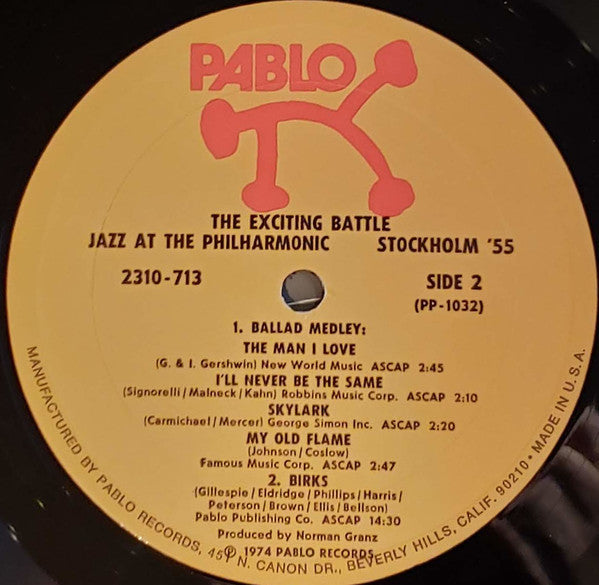 PABLO
THE EXCITING BATTLE
JAZZ AT THE PHILHARMONIC STOCKHOLM '55
2310-713 SIDE 2
(PP-1032)
1. BALLAD MEDLEY:
THE MAN I LOVE
(G. & I. Gershwin) New World Music ASCAP 2:45
I'LL NEVER BE THE SAME
(Signorelli/Malneck/Kahn) Robbins Music Corp. ASCAP 2:10
SKYLARK
(Carmichael/Mercer) George Simon Inc. ASCAP 2:20
MY OLD FLAME
(Johnson/Coslow)
Famous Music Corp. ASCAP 2:47
2. BIRKS
(Gillespie/Eldridge/Phillips/Harris/
Peterson/Brown/Ellis/Bellson)
Pablo Publishing Co. ASCAP 14:30
Produced by Norman Granz
℗ 1974 PABLO RECORDS
MANUFACTURED BY PABLO RECORDS, 451 N. CANON DR., BEVERLY HILLS, CALIF. 90210 • MADE IN U.S.A.